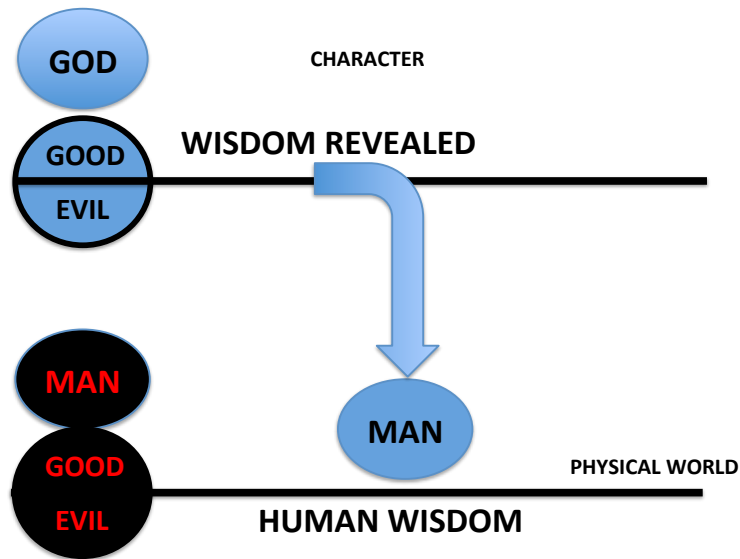 GOD
CHARACTER
WISDOM REVEALED
GOOD
EVIL
MAN
MAN
GOOD
PHYSICAL WORLD
EVIL
HUMAN WISDOM